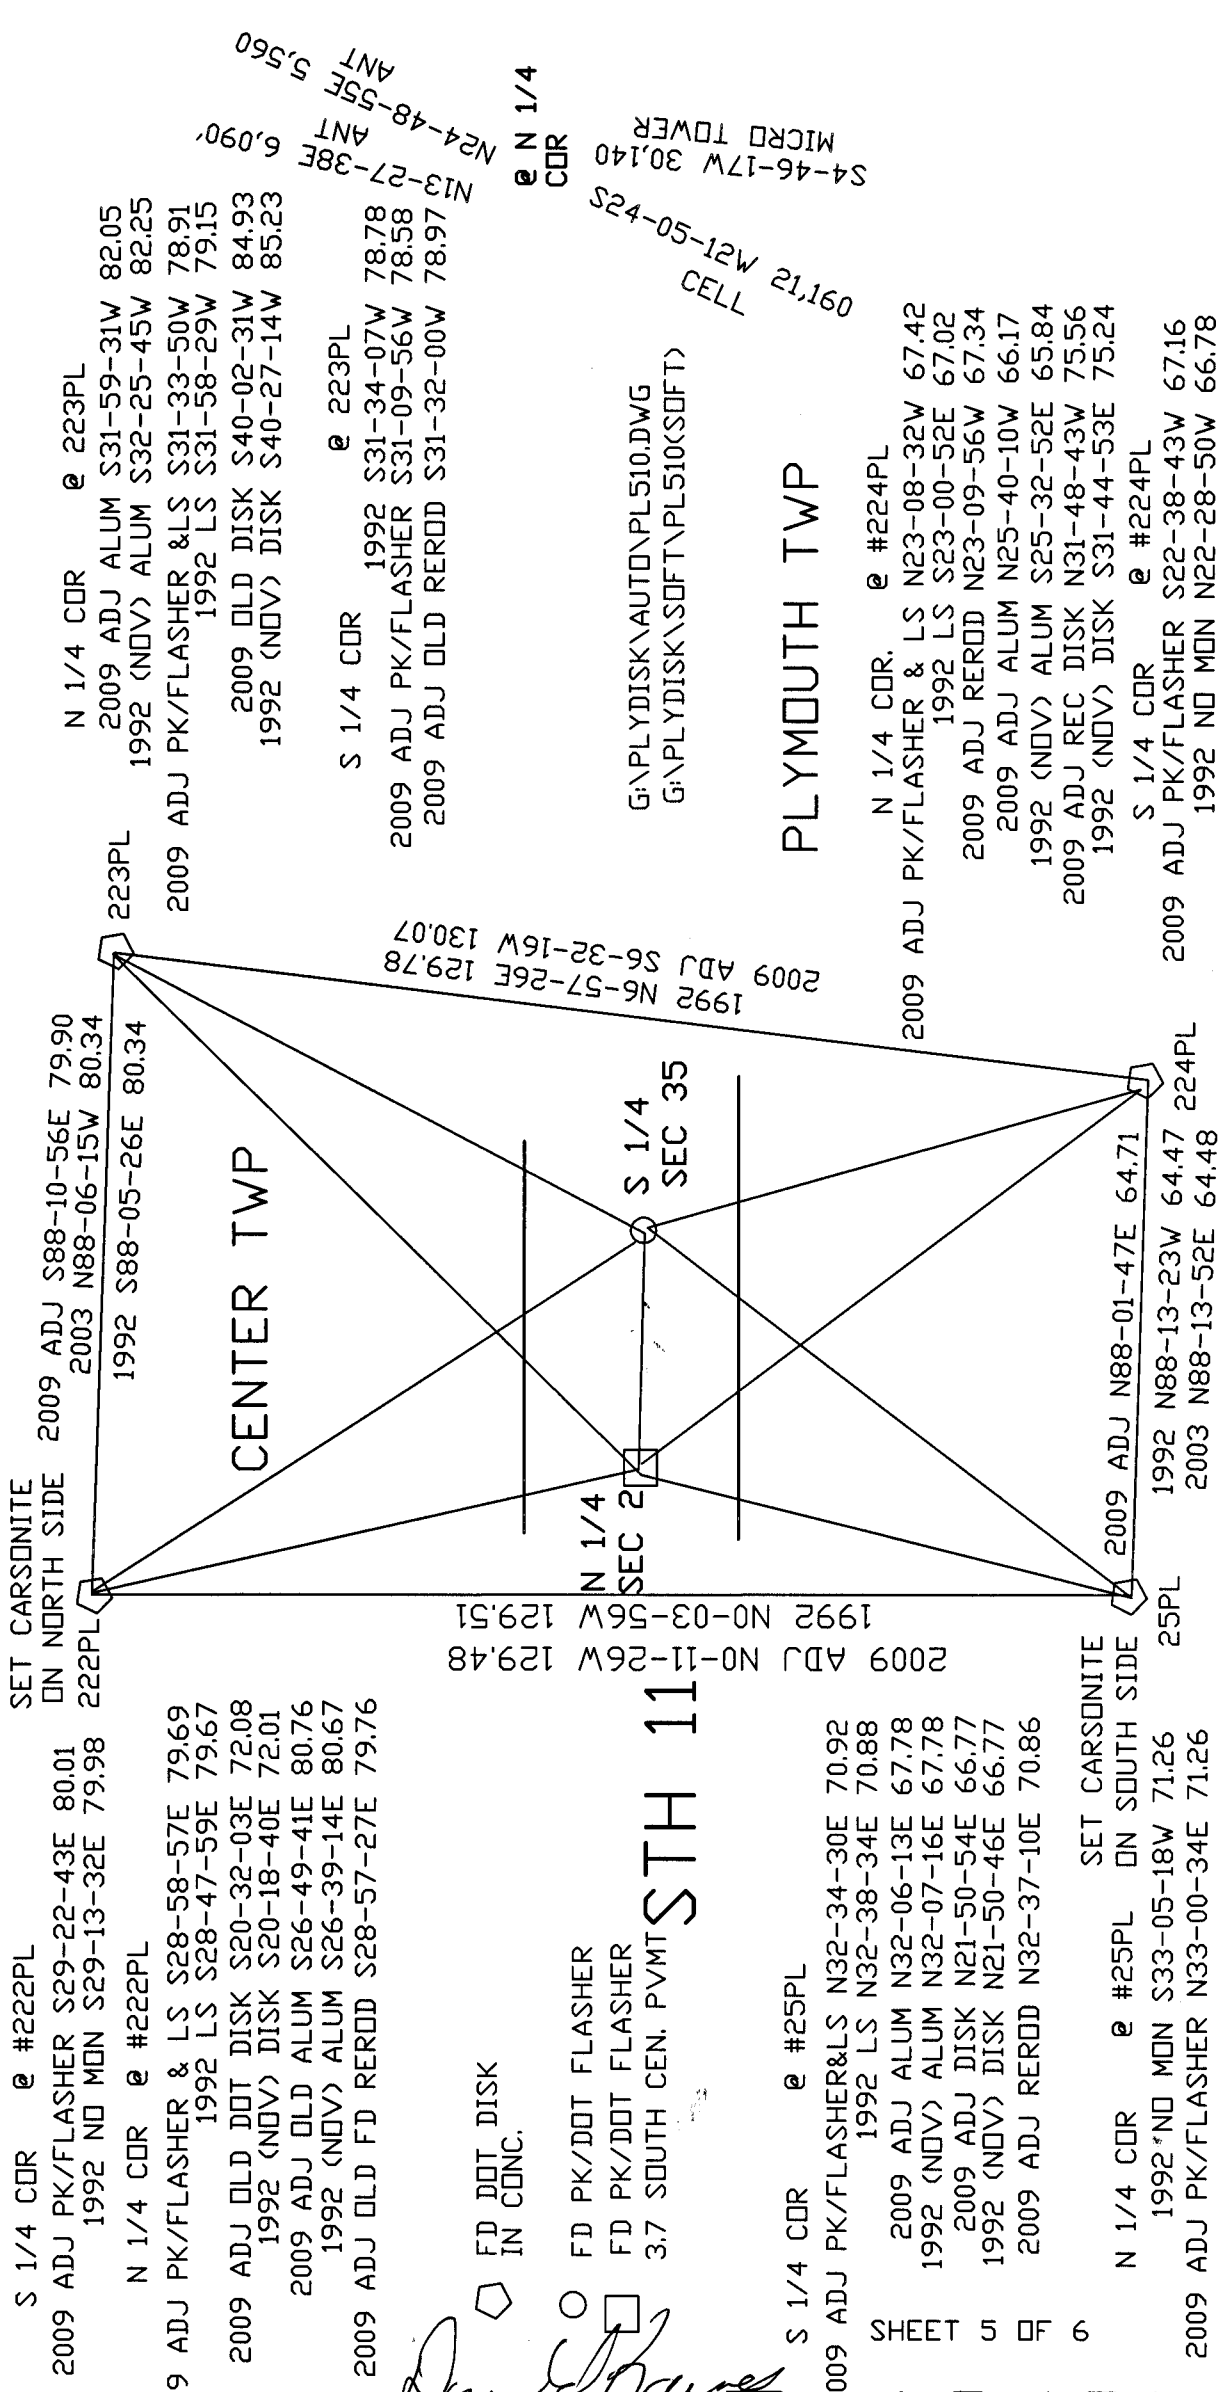 SET CARSONITE
ON NORTH SIDE
S 1/4 COR @ #222PL
2009 ADJ PK/FLASHER S29-22-43E 80.01
1992 NO MON S29-13-32E 79.98
N 1/4 COR @ #222PL
9 ADJ PK/FLASHER & LS S28-58-57E 79.69
1992 LS S28-47-59E 79.67
2009 ADJ OLD DOT DISK S20-32-03E 72.08
1992 (NOV) DISK S20-18-40E 72.01
2009 ADJ OLD ALUM S26-49-41E 80.76
1992 (NOV) ALUM S26-39-14E 80.67
2009 ADJ OLD FD REROD S28-57-27E 79.76
222PL
2009 ADJ S88-10-56E 79.90
2003 N88-06-15W 80.34
1992 S88-05-26E 80.34
223PL
N 1/4 COR @ 223PL
2009 ADJ ALUM S31-59-31W 82.05
1992 (NOV) ALUM S32-25-45W 82.25
2009 ADJ PK/FLASHER &LS S31-33-50W 78.91
1992 LS S31-58-29W 79.15
2009 OLD DISK S40-02-31W 84.93
1992 (NOV) DISK S40-27-14W 85.23
S 1/4 COR @ 223PL
1992 S31-34-07W 78.78
2009 ADJ PK/FLASHER S31-09-56W 78.58
2009 ADJ OLD REROD S31-32-00W 78.97
N13-27-38E 6,090'
ANT
N24-48-55E 5,560
ANT
@ N 1/4
COR
S4-46-17W 30,140
MICRO TOWER
S24-05-12W 21,160
CELL
CENTER TWP
FD DOT DISK
IN CONC.
FD PK/DOT FLASHER
FD PK/DOT FLASHER
3.7 SOUTH CEN. PVMT
STH 11
N 1/4
SEC 2
S 1/4
SEC 35
1992 N0-03-56W 129.51
2009 ADJ N0-11-26W 129.48
1992 N6-57-26E 129.78
2009 ADJ S6-32-16W 130.07
G:\PLYDISK\AUTO\PL510.DWG
G:\PLYDISK\SOFT\PL510(SOFT)
PLYMOUTH TWP
S 1/4 COR @ #25PL
009 ADJ PK/FLASHER&LS N32-34-30E 70.92
1992 LS N32-38-34E 70.88
2009 ADJ ALUM N32-06-13E 67.78
1992 (NOV) ALUM N32-07-16E 67.78
2009 ADJ DISK N21-50-54E 66.77
1992 (NOV) DISK N21-50-46E 66.77
2009 ADJ REROD N32-37-10E 70.86
SET CARSONITE
ON SOUTH SIDE
N 1/4 COR @ #25PL
1992 NO MON S33-05-18W 71.26
2009 ADJ PK/FLASHER N33-00-34E 71.26
25PL
2009 ADJ N88-01-47E 64.71
1992 N88-13-23W 64.47
2003 N88-13-52E 64.48
224PL
N 1/4 COR. @ #224PL
2009 ADJ PK/FLASHER & LS N23-08-32W 67.42
1992 LS S23-00-52E 67.02
2009 ADJ REROD N23-09-56W 67.34
2009 ADJ ALUM N25-40-10W 66.17
1992 (NOV) ALUM S25-32-52E 65.84
2009 ADJ REC DISK N31-48-43W 75.56
1992 (NOV) DISK S31-44-53E 75.24
S 1/4 COR @ #224PL
2009 ADJ PK/FLASHER S22-38-43W 67.16
1992 NO MON N22-28-50W 66.78
SHEET 5 OF 6